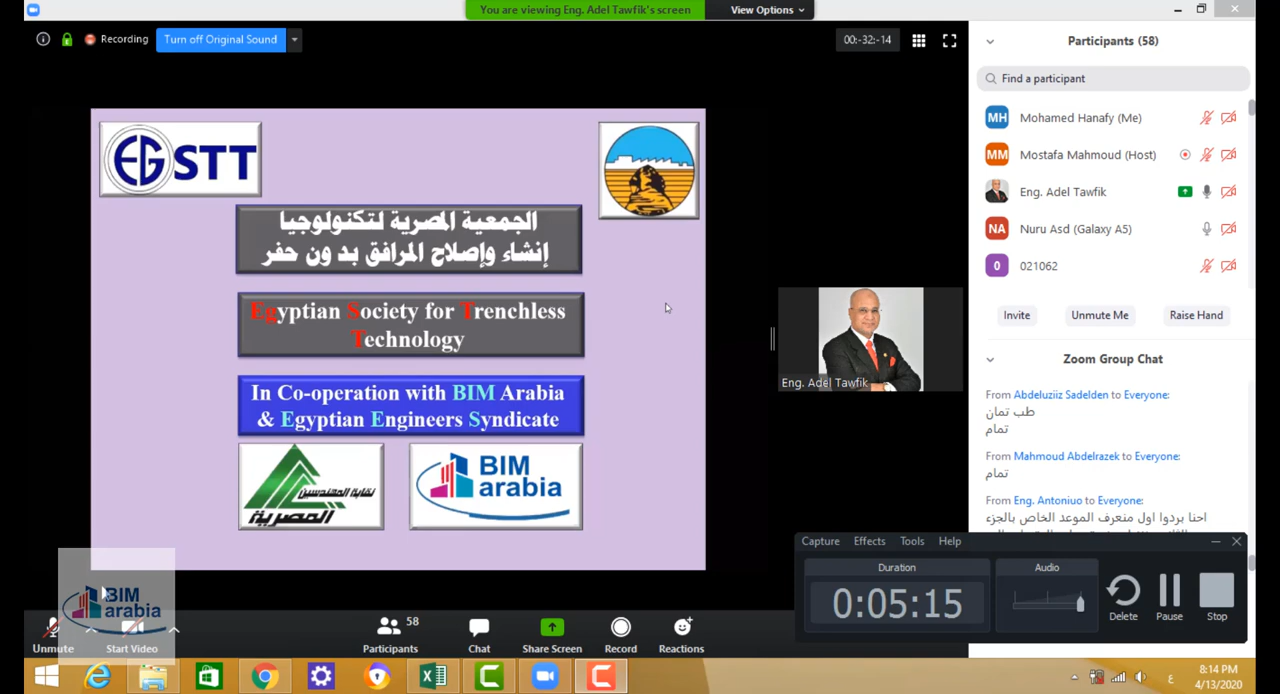 You are viewing Eng. Adel Tawfik's screen
View Options
Recording
Turn off Original Sound
00:-32:-14
EGSTT
الجمعية المصرية لتكنولوجيا
إنشاء وإصلاح المرافق بدون حفر
Egyptian Society for Trenchless
Technology
In Co-operation with BIM Arabia
& Egyptian Engineers Syndicate
نقابة المهندسين
المصرية
BIM
arabia
Eng. Adel Tawfik
Participants (58)
Find a participant
MH Mohamed Hanafy (Me)
MM Mostafa Mahmoud (Host)
Eng. Adel Tawfik
NA Nuru Asd (Galaxy A5)
0 021062
Invite
Unmute Me
Raise Hand
Zoom Group Chat
From Abdeluziiz Sadelden to Everyone:
طب تمان
تمام
From Mahmoud Abdelrazek to Everyone:
تمام
From Eng. Antoniuo to Everyone:
احنا بردوا اول منعرف الموعد الخاص بالجزء
Capture Effects Tools Help
Duration
0:05:15
Audio
Delete
Pause
Stop
BIM
arabia
Unmute
Start Video
58
Participants
Chat
Share Screen
Record
Reactions
ع
8:14 PM
4/13/2020